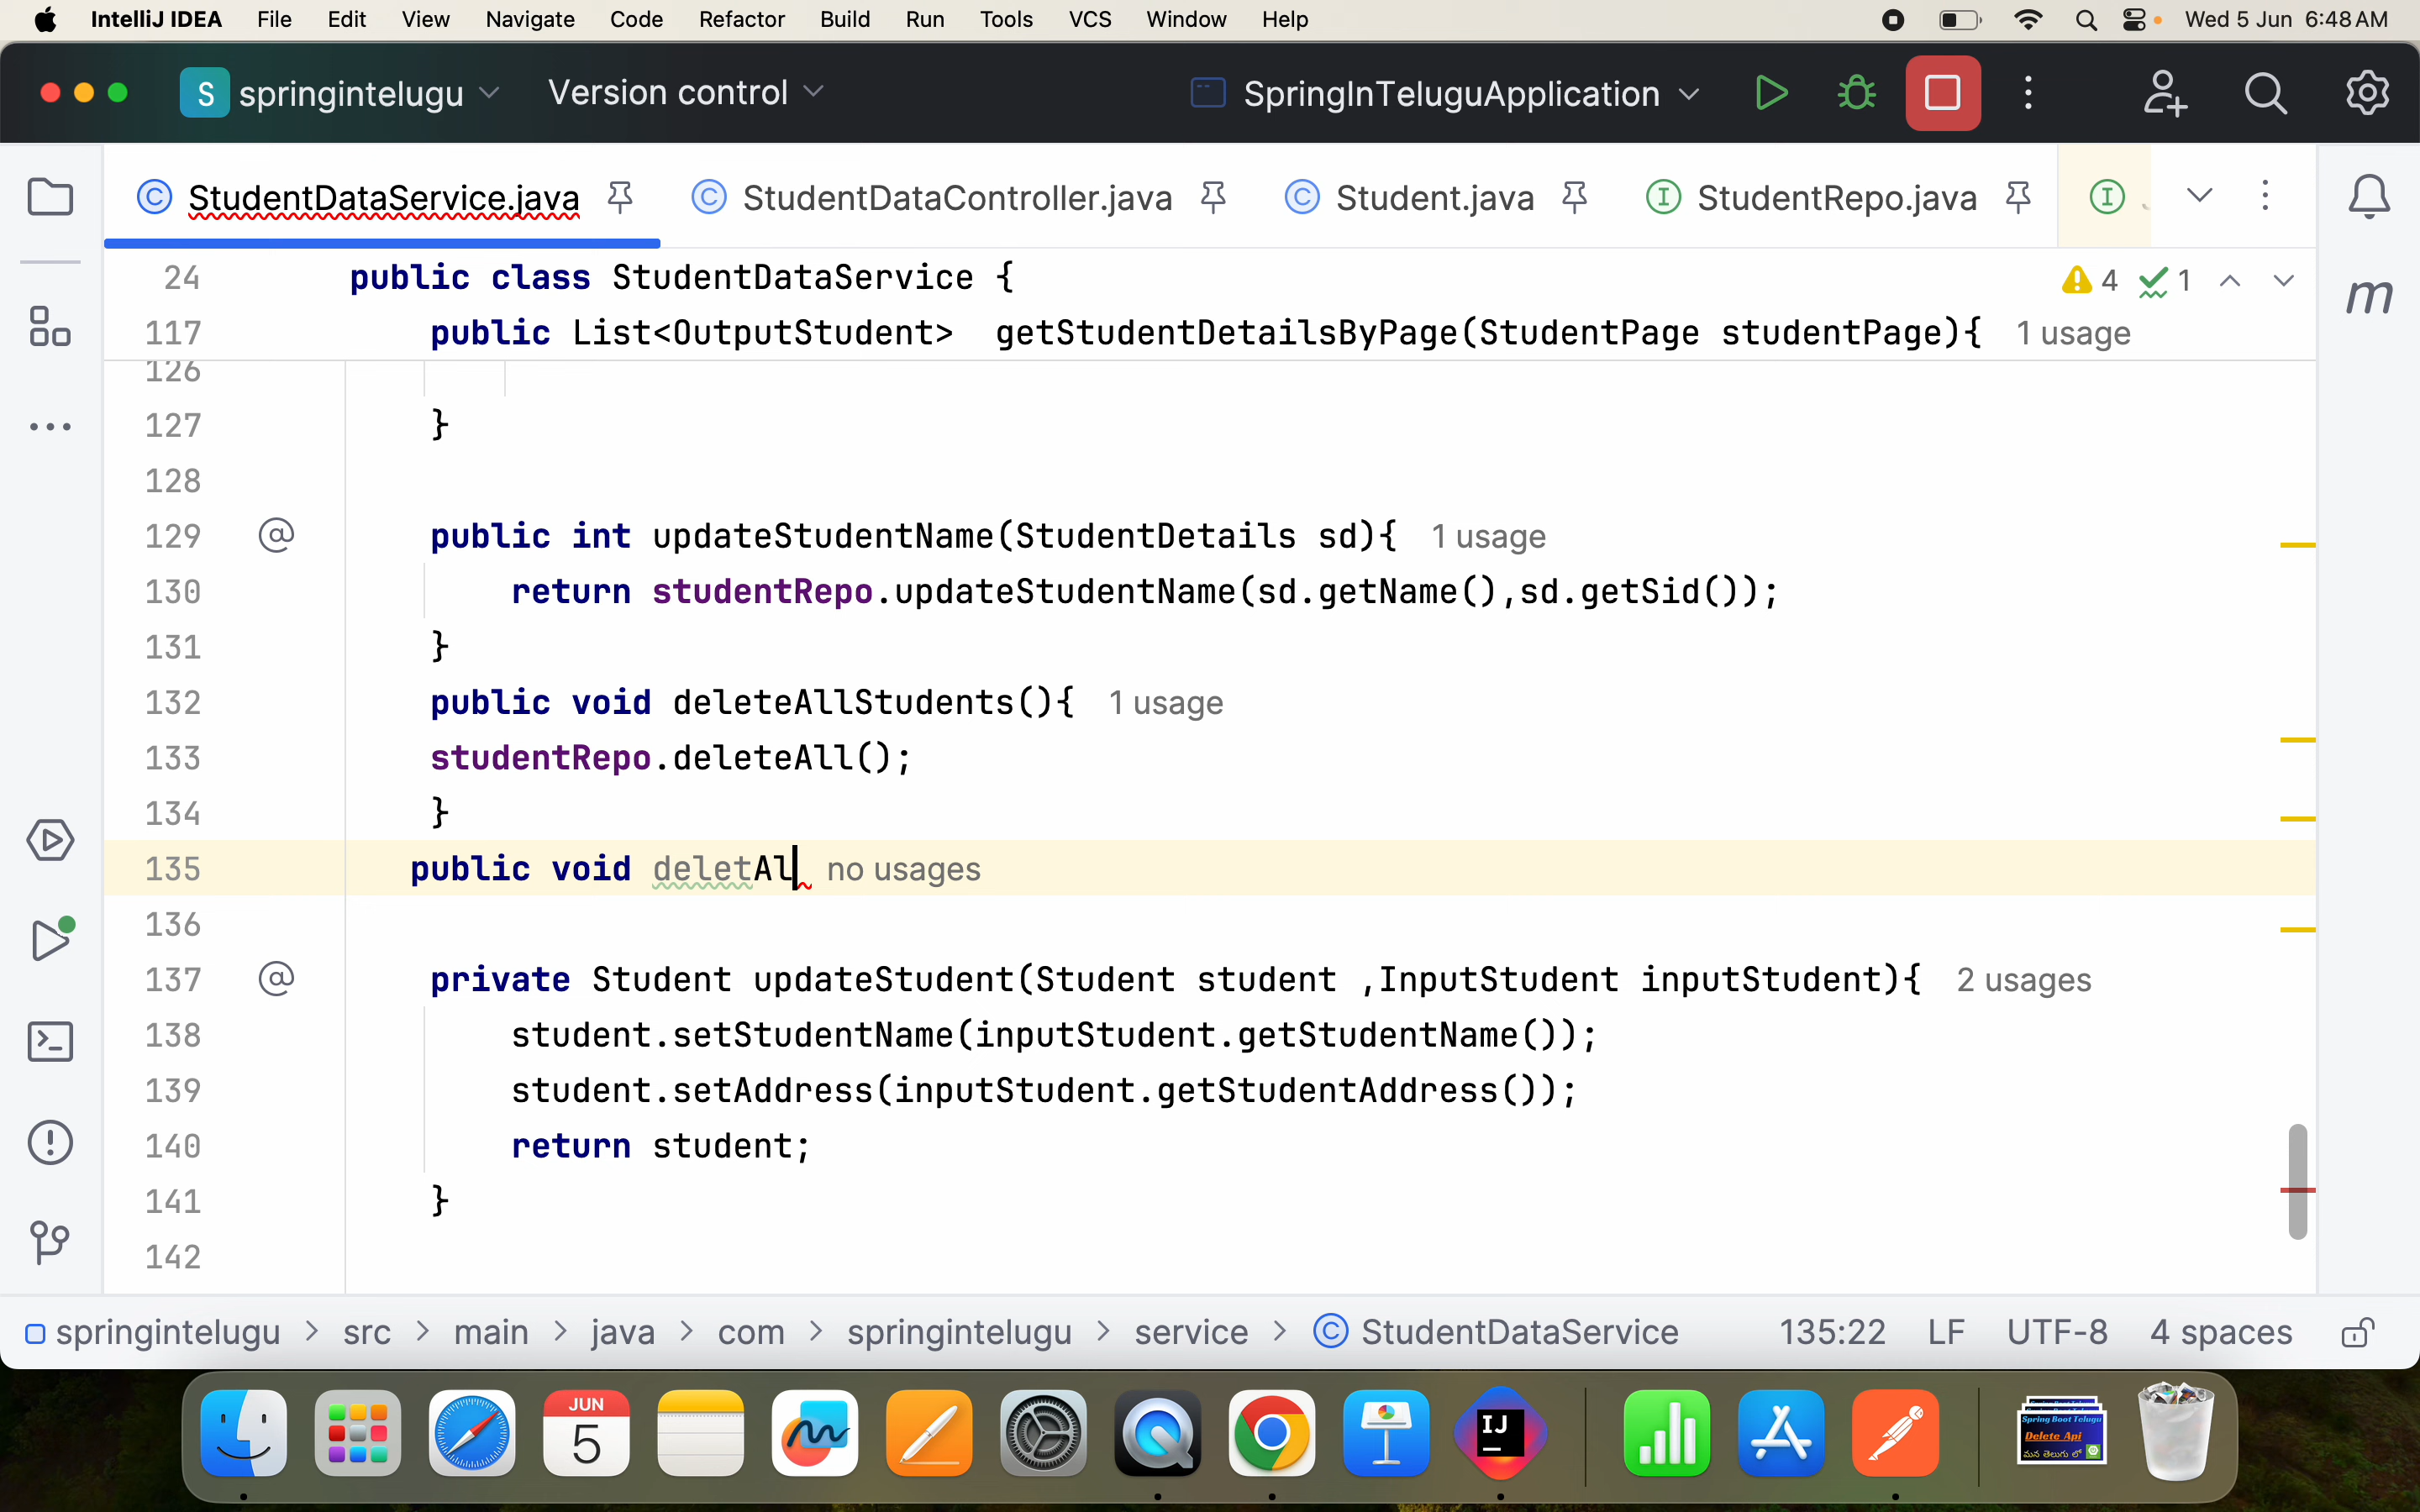 IntelliJ IDEA File Edit View Navigate Code Refactor Build Run Tools VCS Window Help Wed 5 Jun 6:48 AM
S springintelugu Version control SpringInTeluguApplication
C StudentDataService.java C StudentDataController.java C Student.java I StudentRepo.java I
24 public class StudentDataService { 4 1
117 public List<OutputStudent> getStudentDetailsByPage(StudentPage studentPage){ 1 usage
126
127 }
128
129 @ public int updateStudentName(StudentDetails sd){ 1 usage
130 return studentRepo.updateStudentName(sd.getName(),sd.getSid());
131 }
132 public void deleteAllStudents(){ 1 usage
133 studentRepo.deleteAll();
134 }
135 public void deletAl no usages
136
137 @ private Student updateStudent(Student student ,InputStudent inputStudent){ 2 usages
138 student.setStudentName(inputStudent.getStudentName());
139 student.setAddress(inputStudent.getStudentAddress());
140 return student;
141 }
142
m
springintelugu > src > main > java > com > springintelugu > service > C StudentDataService 135:22 LF UTF-8 4 spaces
JUN
5
IJ
Spring Boot Telugu
Delete Api
మన తెలుగు లో